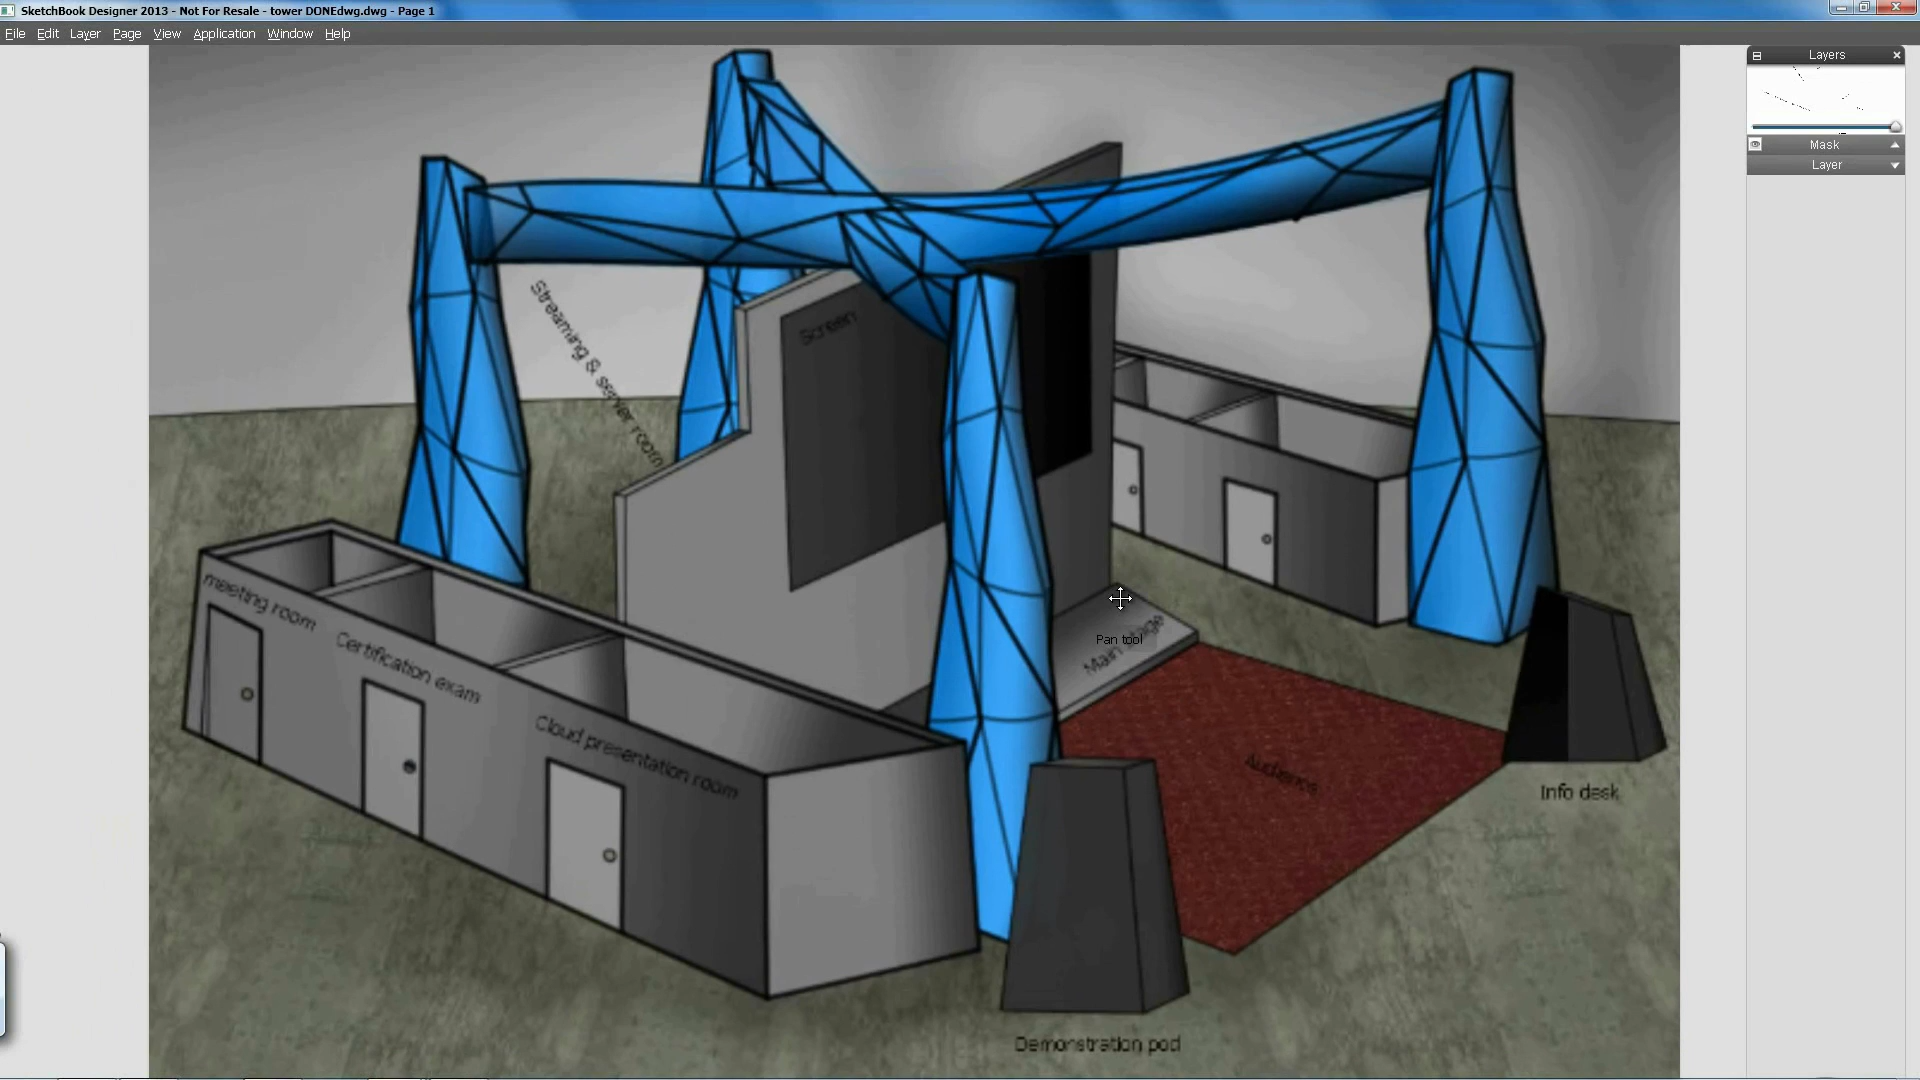 SketchBook Designer 2013 - Not For Resale - tower DONEdwg.dwg - Page 1
File Edit Layer Page View Application Window Help
Layers
Mask
Layer
Streaming & server room
Screen
meeting room
Certification exam
Cloud presentation room
Pan tool
Main stage
Audience
Info desk
Demonstration pod